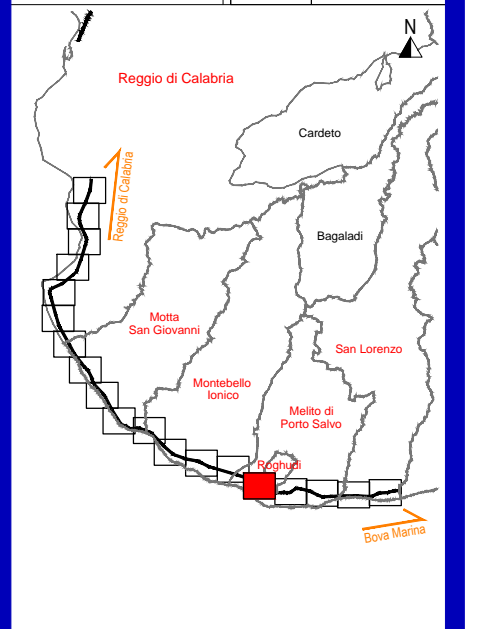 N
Reggio di Calabria
Cardeto
Reggio di Calabria
Bagaladi
Motta
San Giovanni
San Lorenzo
Montebello
Ionico
Melito di
Porto Salvo
Roghudi
Bova Marina